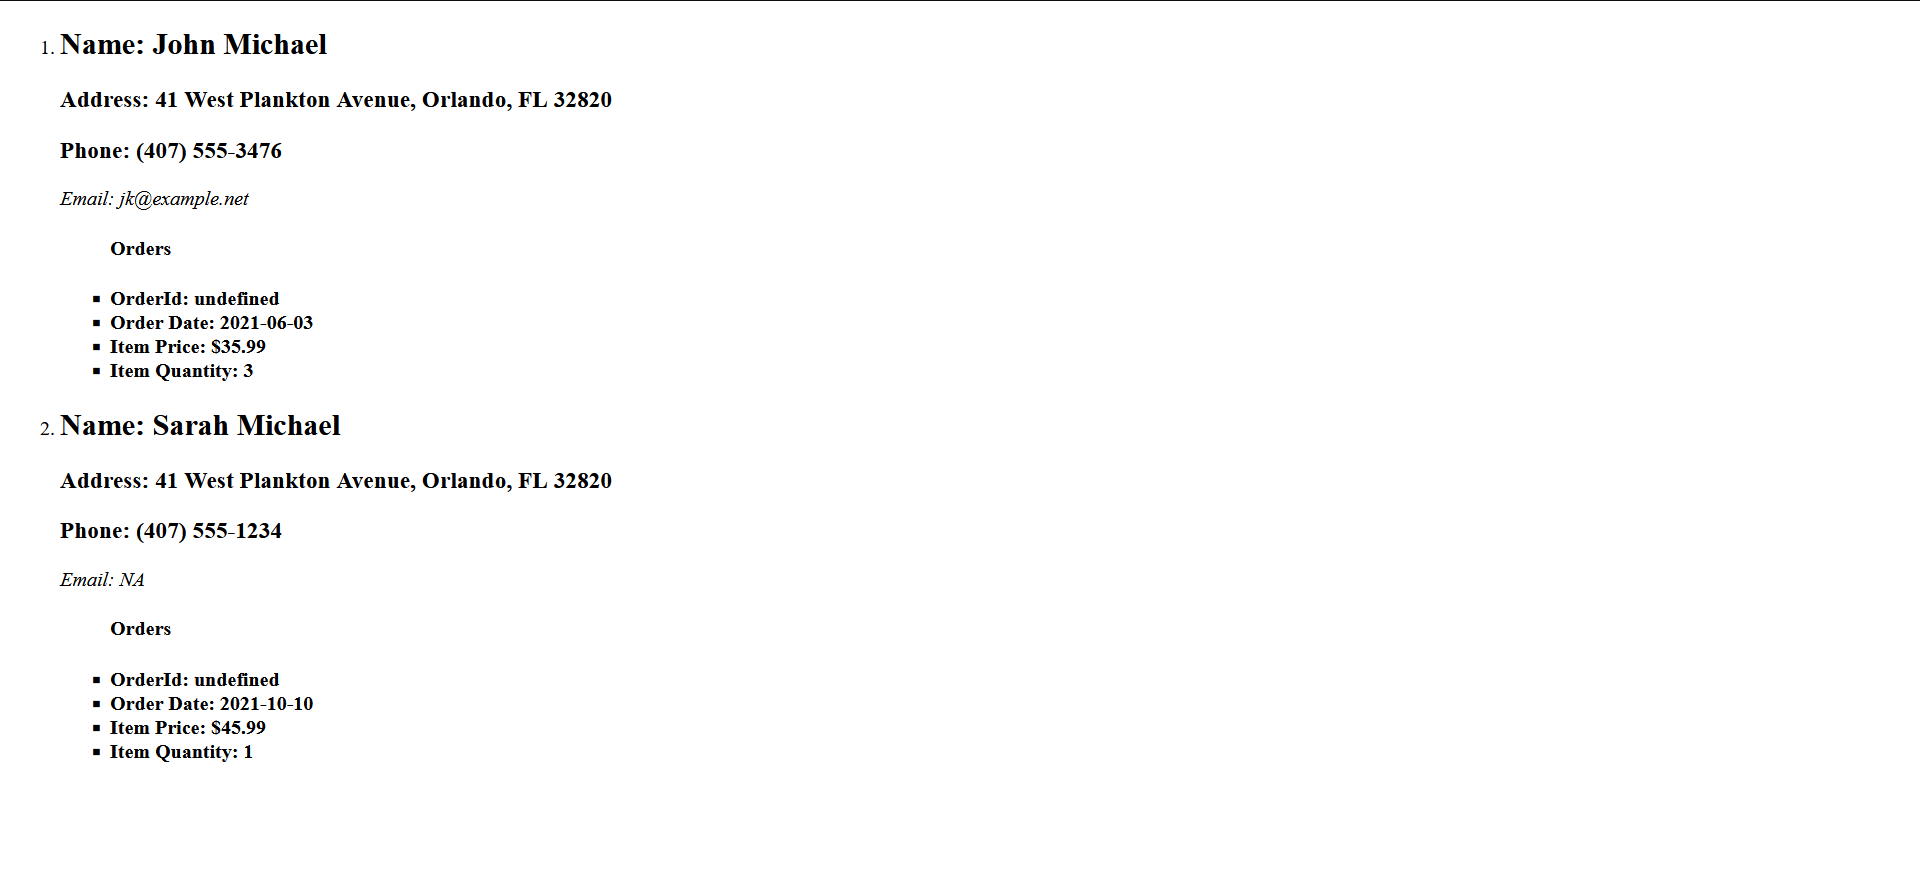 1. Name: John Michael
Address: 41 West Plankton Avenue, Orlando, FL 32820
Phone: (407) 555-3476
Email: jk@example.net
Orders
▪ OrderId: undefined
▪ Order Date: 2021-06-03
▪ Item Price: $35.99
▪ Item Quantity: 3
2. Name: Sarah Michael
Address: 41 West Plankton Avenue, Orlando, FL 32820
Phone: (407) 555-1234
Email: NA
Orders
▪ OrderId: undefined
▪ Order Date: 2021-10-10
▪ Item Price: $45.99
▪ Item Quantity: 1